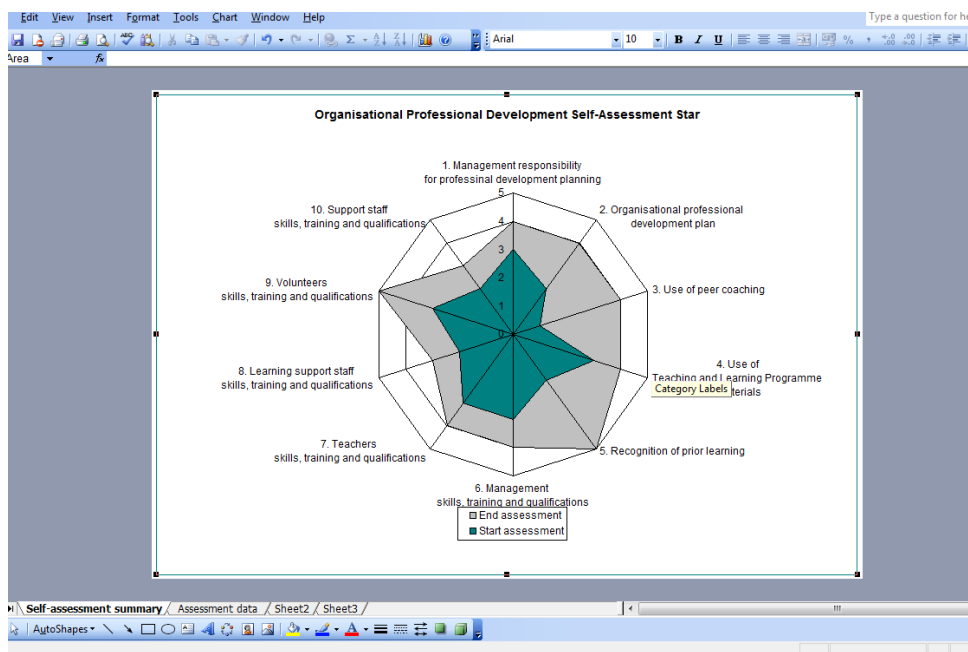 Edit View Insert Format Tools Chart Window Help
Type a question for he
ABC
Σ
A Z
Z A
Arial
10
B I U
%
,
Area
fx
Organisational Professional Development Self-Assessment Star
1. Management responsibility
for professinal development planning
10. Support staff
skills, training and qualifications
2. Organisational professional
development plan
9. Volunteers
skills, training and qualifications
3. Use of peer coaching
8. Learning support staff
skills, training and qualifications
4. Use of
Teaching and Learning Programme
terials
Category Labels
7. Teachers
skills, training and qualifications
5. Recognition of prior learning
6. Management
skills, training and qualifications
5
4
3
2
1
0
End assessment
Start assessment
Self-assessment summary Assessment data Sheet2 Sheet3
AutoShapes
A
A